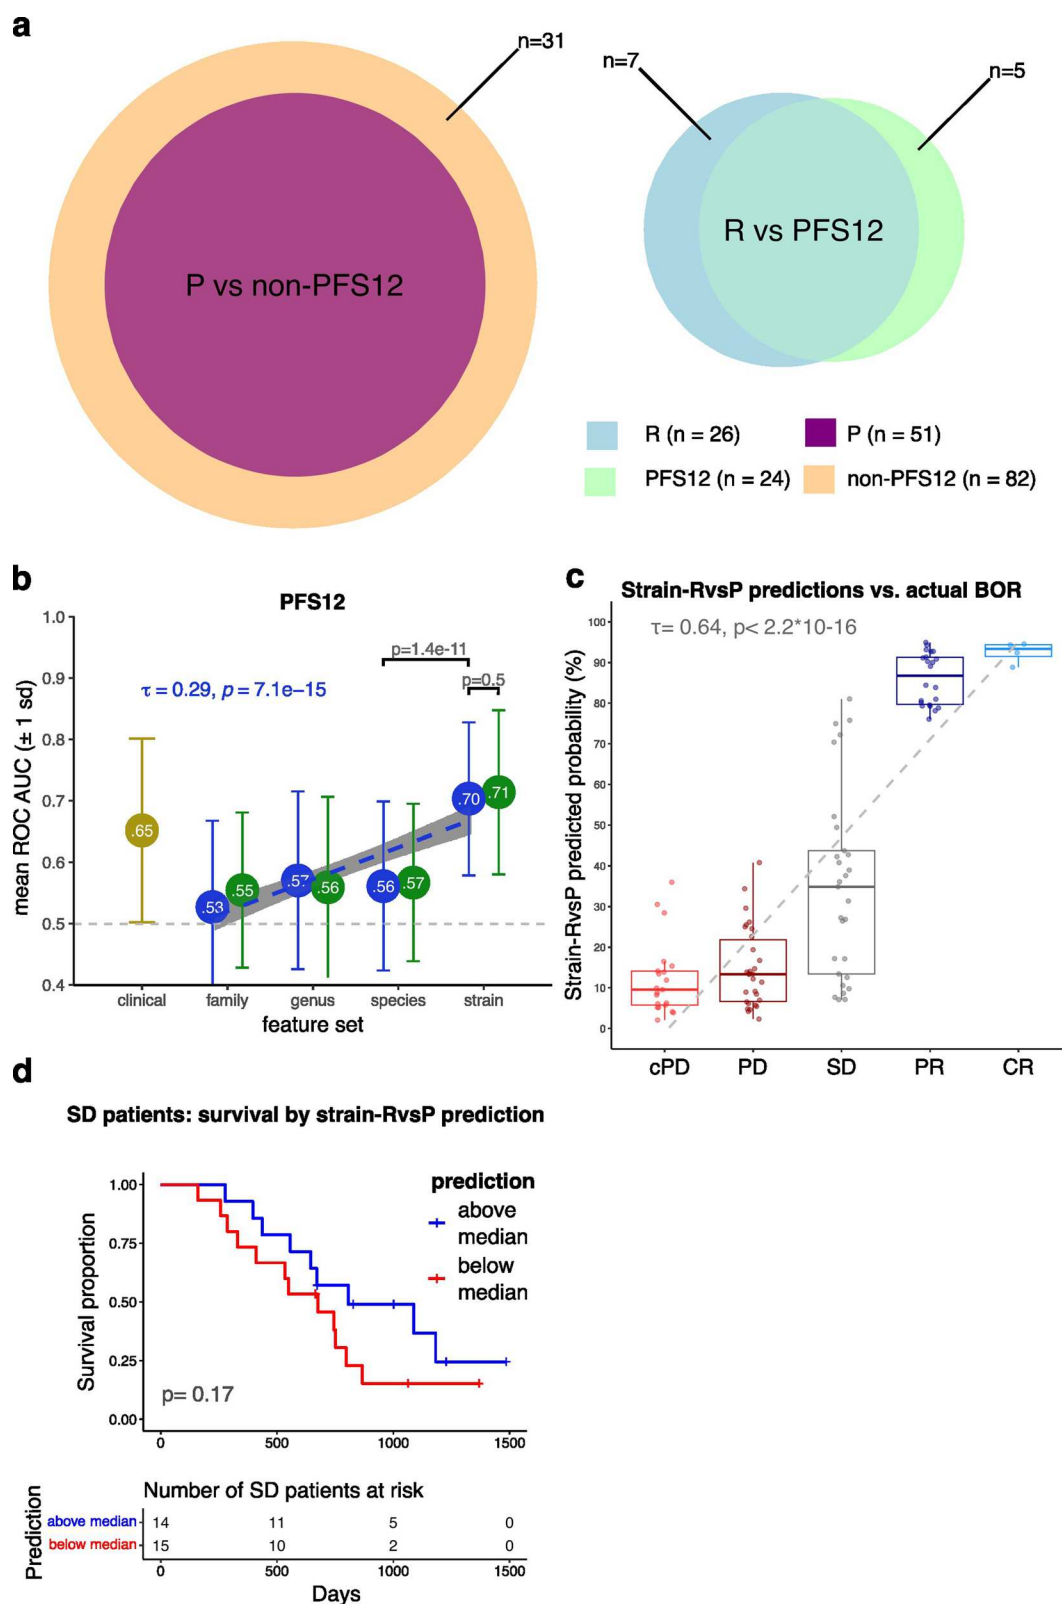 a
n=31
n=7
n=5
P vs non-PFS12
R vs PFS12
R (n = 26)
P (n = 51)
PFS12 (n = 24)
non-PFS12 (n = 82)
b
PFS12
mean ROC AUC (± 1 sd)
1.0
0.9
0.8
0.7
0.6
0.5
0.4
τ = 0.29, p = 7.1e−15
p=1.4e-11
p=0.5
.65
.53
.55
.57
.56
.56
.57
.70
.71
clinical
family
genus
species
strain
feature set
c
Strain-RvsP predictions vs. actual BOR
τ= 0.64, p< 2.2*10-16
Strain-RvsP predicted probability (%)
100
90
80
70
60
50
40
30
20
10
0
cPD
PD
SD
PR
CR
d
SD patients: survival by strain-RvsP prediction
Survival proportion
1.00
0.75
0.50
0.25
0.00
prediction
above
median
below
median
p= 0.17
0
500
1000
1500
Number of SD patients at risk
Prediction
above median
14
11
5
0
below median
15
10
2
0
0
500
1000
1500
Days